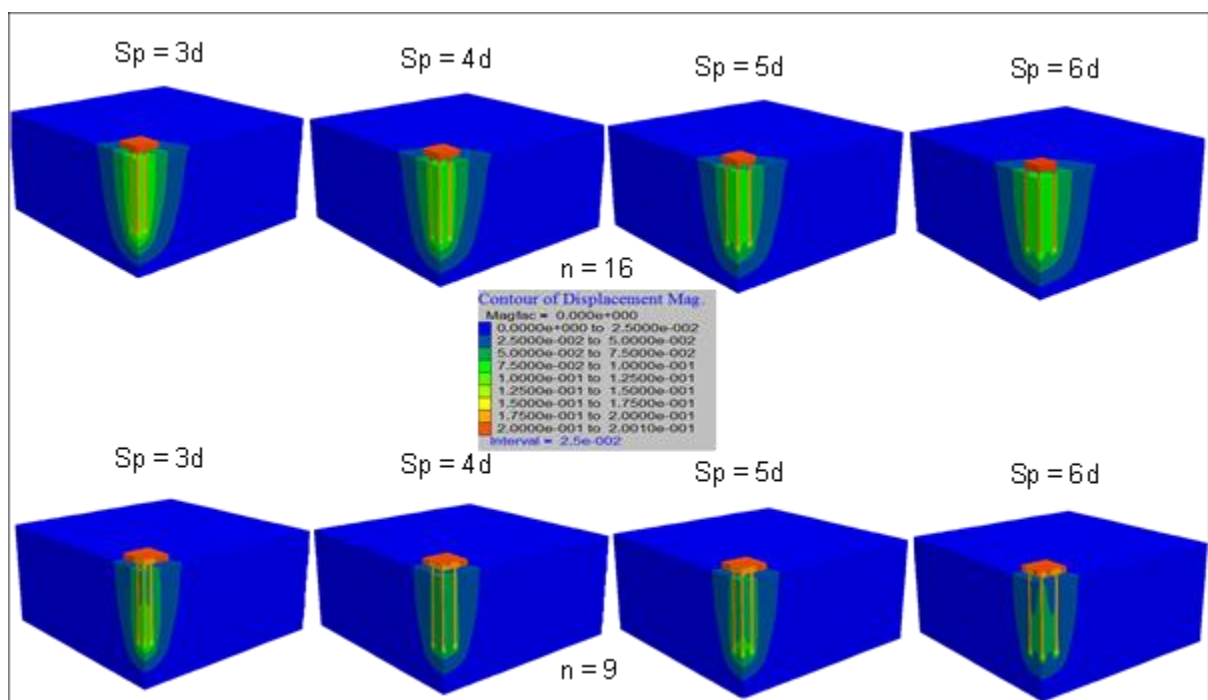 Sp = 3d
Sp = 4d
Sp = 5d
Sp = 6d
n = 16
Contour of Displacement Mag.
Magfac = 0.000e+000
0.0000e+000 to 2.5000e-002
2.5000e-002 to 5.0000e-002
5.0000e-002 to 7.5000e-002
7.5000e-002 to 1.0000e-001
1.0000e-001 to 1.2500e-001
1.2500e-001 to 1.5000e-001
1.5000e-001 to 1.7500e-001
1.7500e-001 to 2.0000e-001
2.0000e-001 to 2.0010e-001
Interval = 2.5e-002
Sp = 3d
Sp = 4d
Sp = 5d
Sp = 6d
n = 9